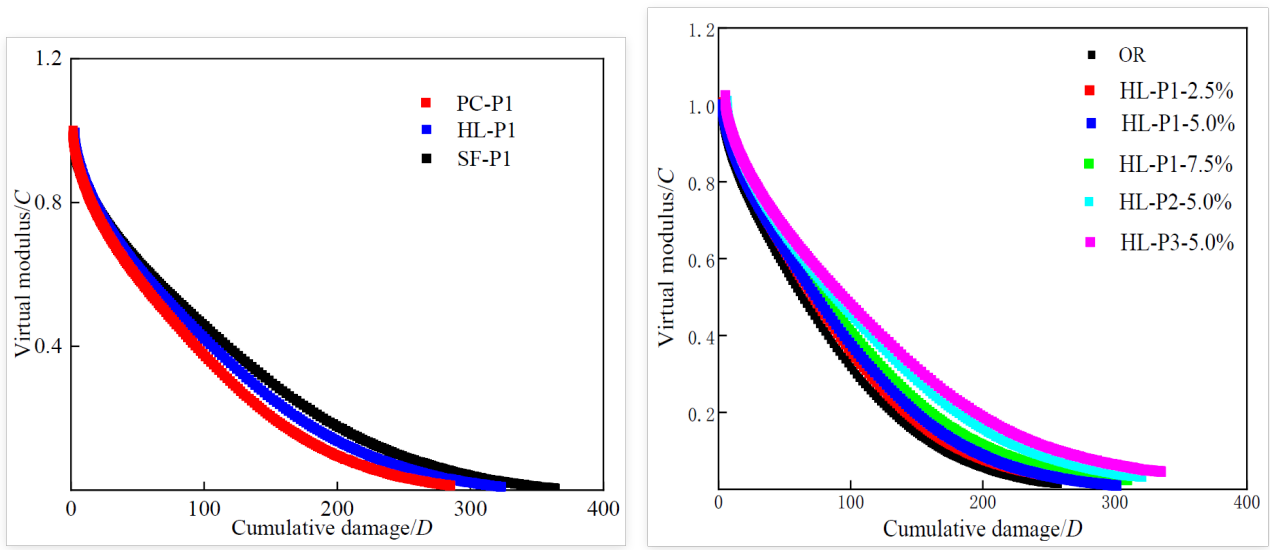 1.2
0.8
0.4
0
100
200
300
400
Virtual modulus/C
Cumulative damage/D
PC-P1
HL-P1
SF-P1
1.2
1.0
0.8
0.6
0.4
0.2
0
100
200
300
400
Virtual modulus/C
Cumulative damage/D
OR
HL-P1-2.5%
HL-P1-5.0%
HL-P1-7.5%
HL-P2-5.0%
HL-P3-5.0%